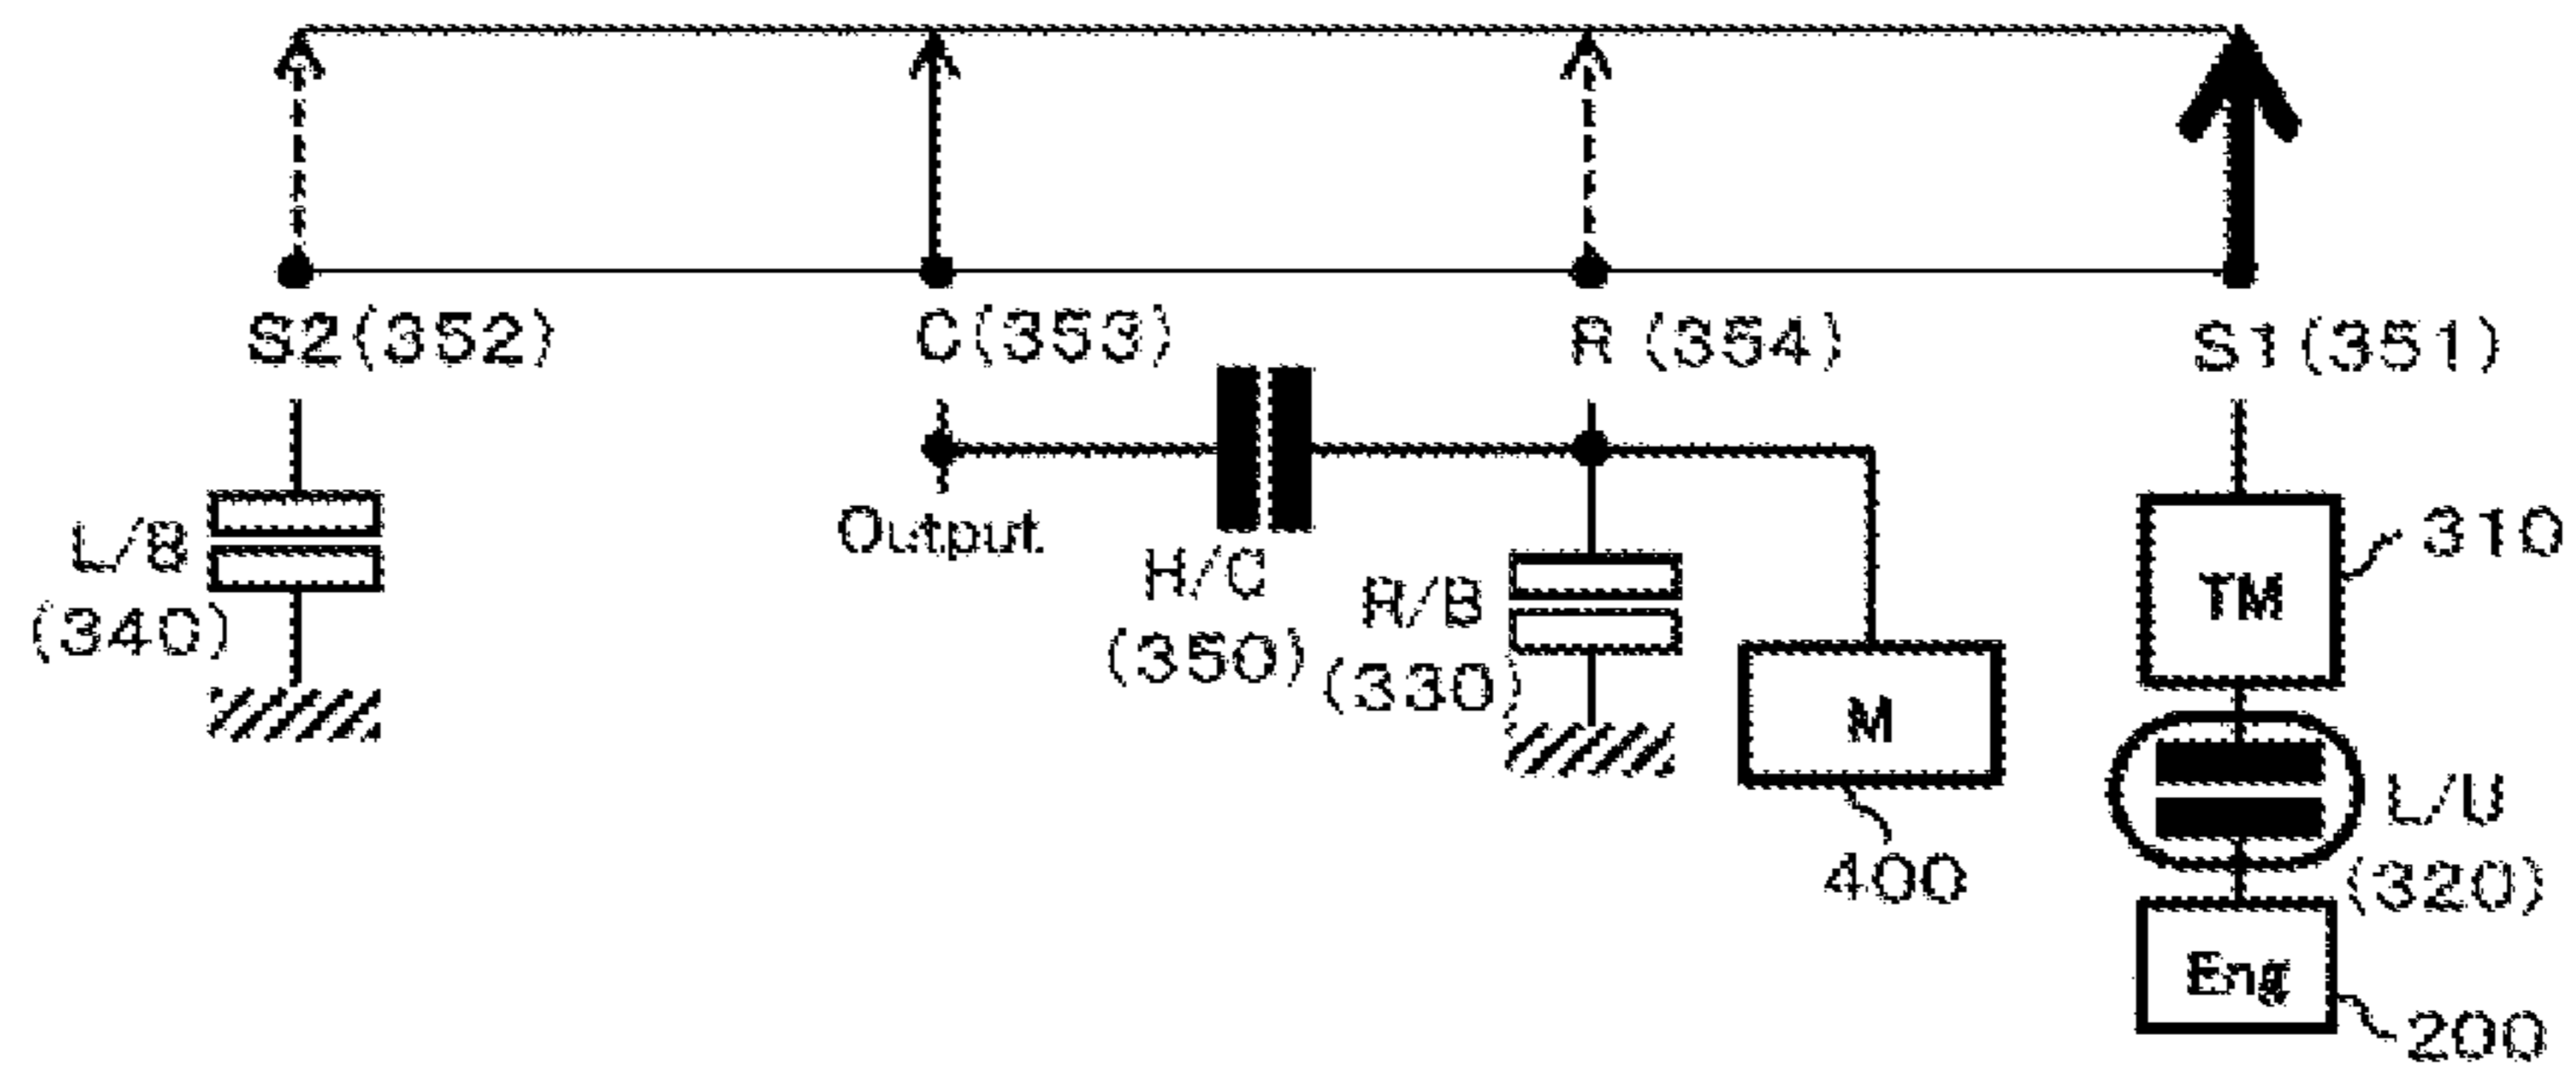 S2(352)
C(353)
R (354)
S1(351)
L/B
(340)
Output
H/C
(350)
R/B
(330)
M
400
TM
310
L/U
(320)
Eng
200